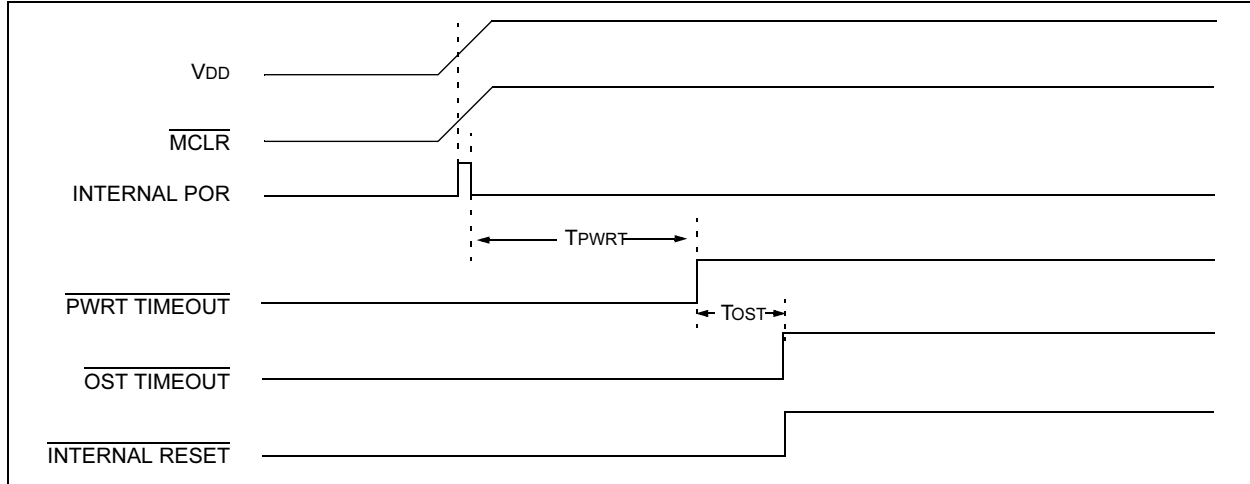 VDD
MCLR
INTERNAL POR
TPWRT
PWRT TIMEOUT
TOST
OST TIMEOUT
INTERNAL RESET